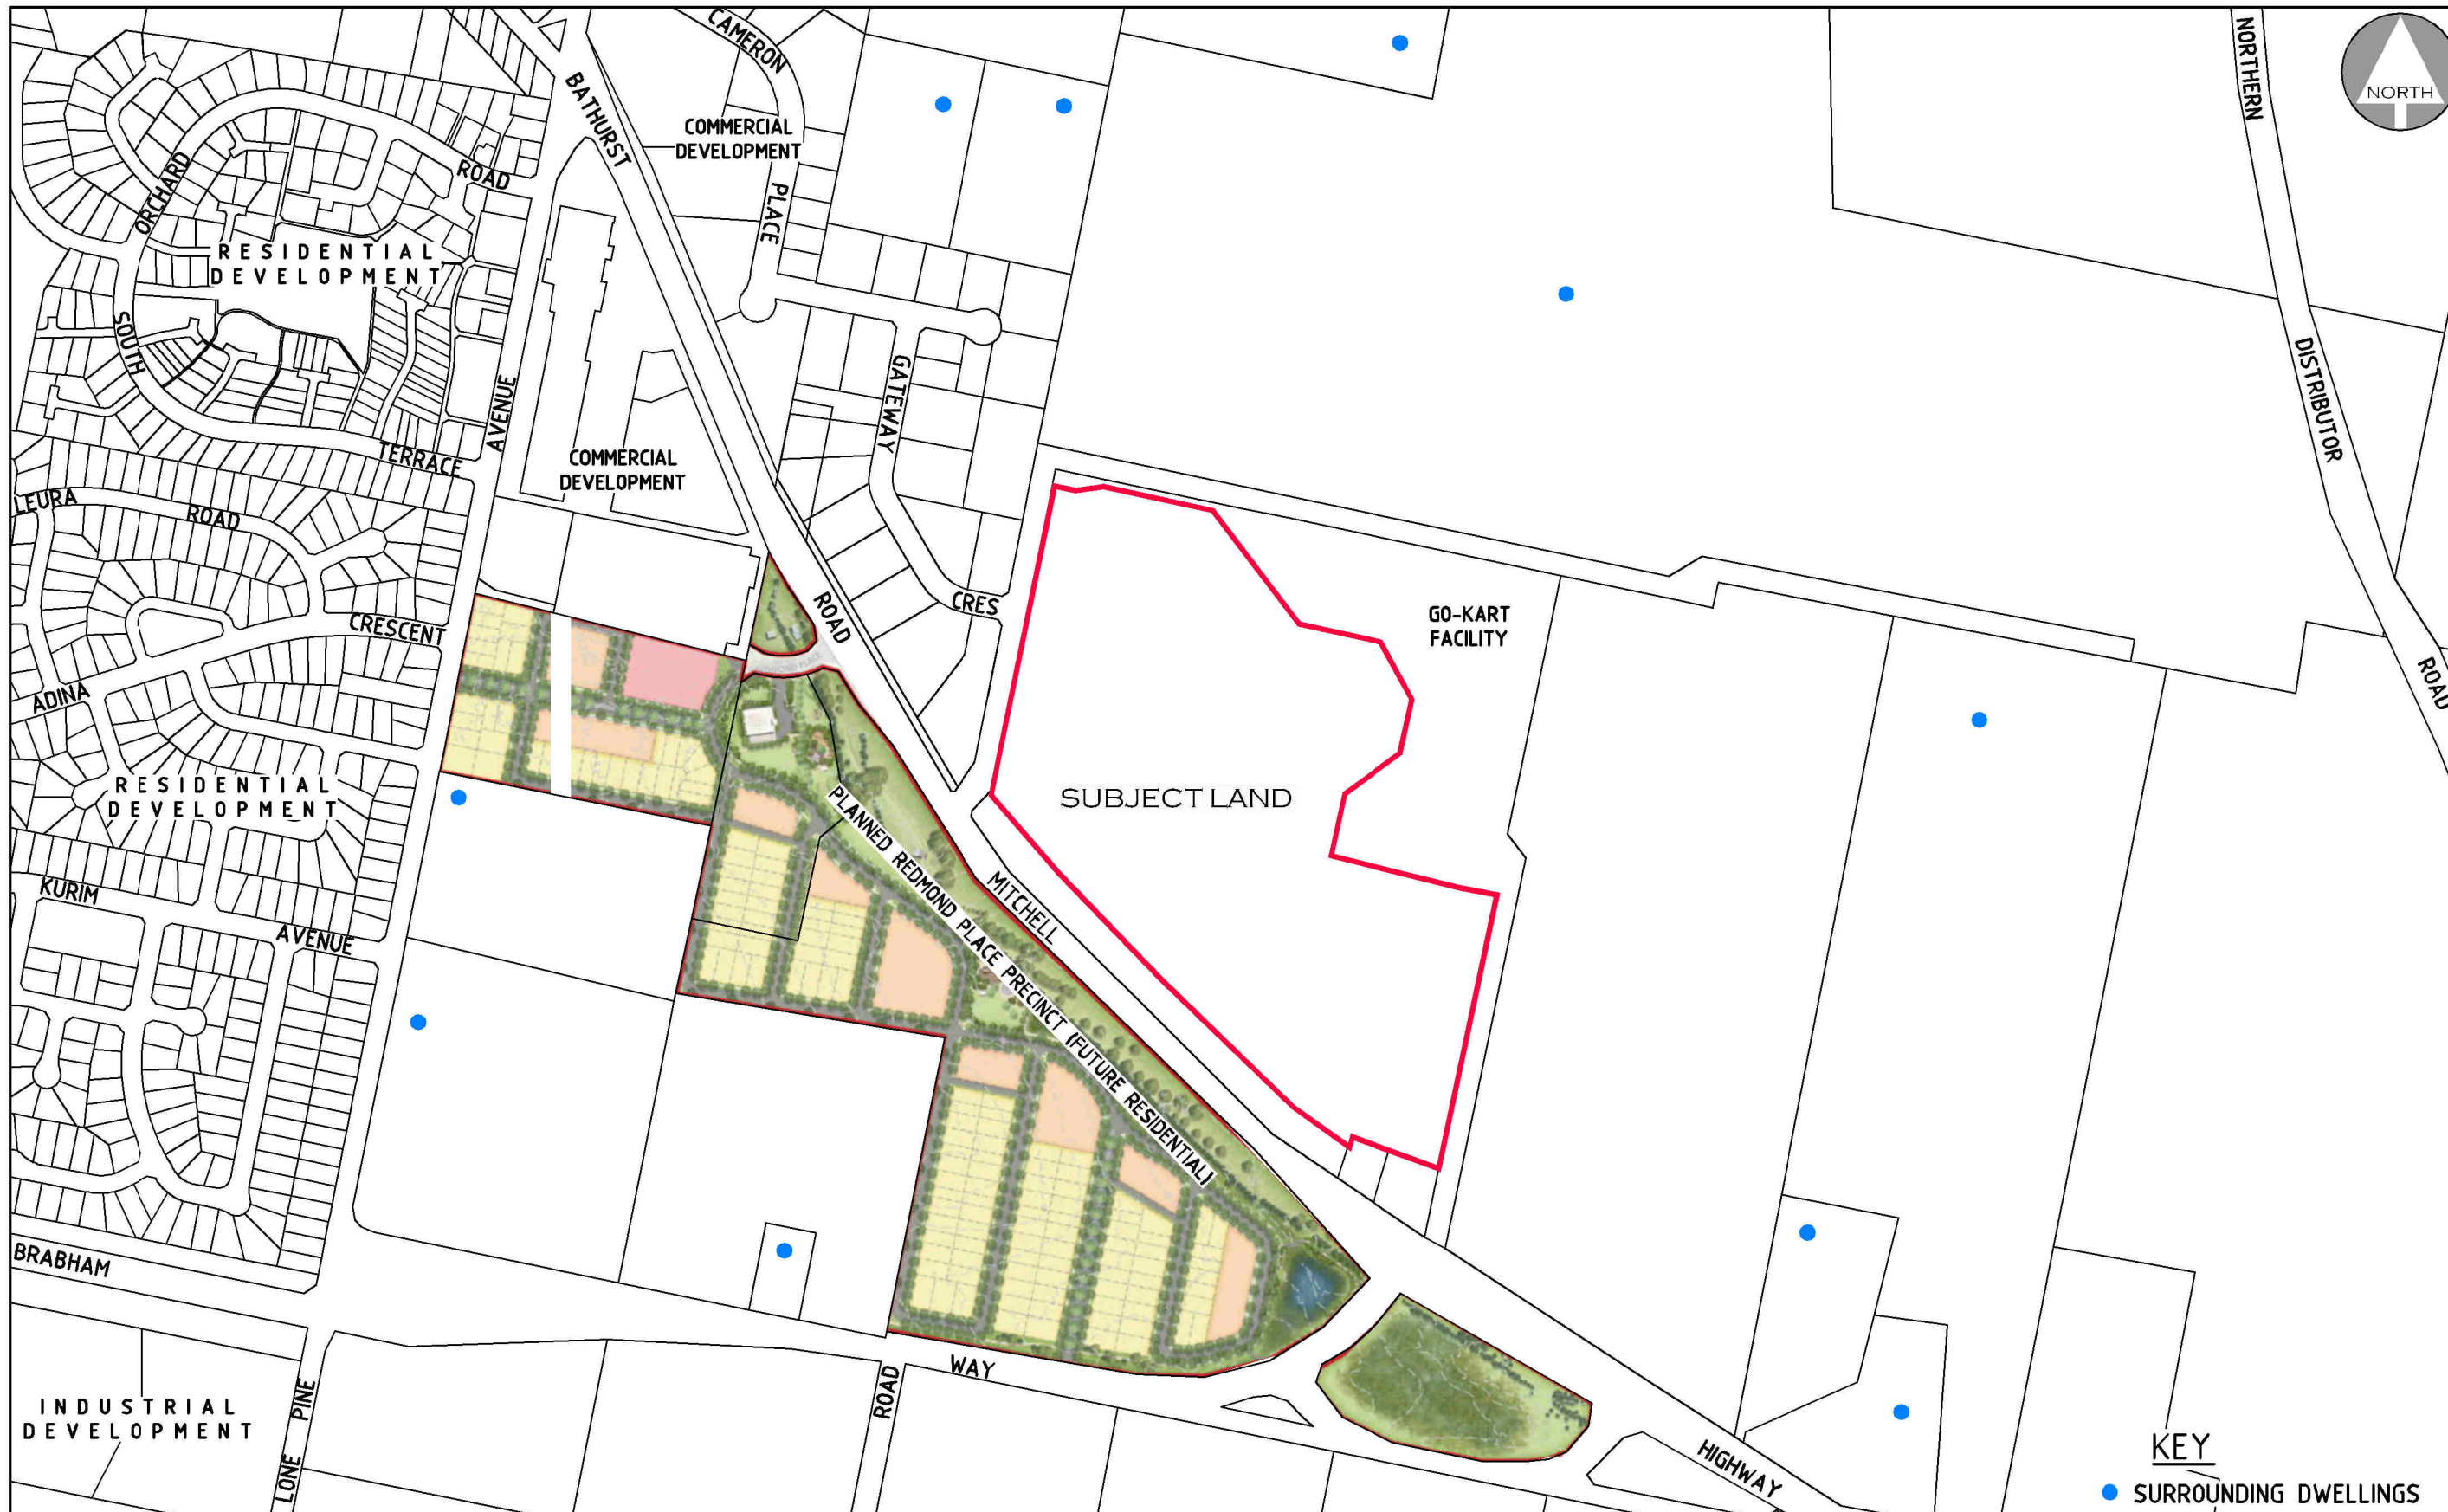 CAMERON
PLACE
BATHURST
ROAD
COMMERCIAL
DEVELOPMENT
NORTHERN
DISTRIBUTOR
ROAD
NORTH
ORCHARD
ROAD
RESIDENTIAL
DEVELOPMENT
SOUTH
TERRACE
AVENUE
COMMERCIAL
DEVELOPMENT
GATEWAY
CRES
LEURA
ROAD
CRESCENT
ADINA
GO-KART
FACILITY
SUBJECT LAND
RESIDENTIAL
DEVELOPMENT
KURIM
AVENUE
PLANNED REDMOND PLACE PRECINCT (FUTURE RESIDENTIAL)
MITCHELL
HIGHWAY
BRABHAM
WAY
INDUSTRIAL
DEVELOPMENT
LONE PINE
ROAD
KEY
SURROUNDING DWELLINGS